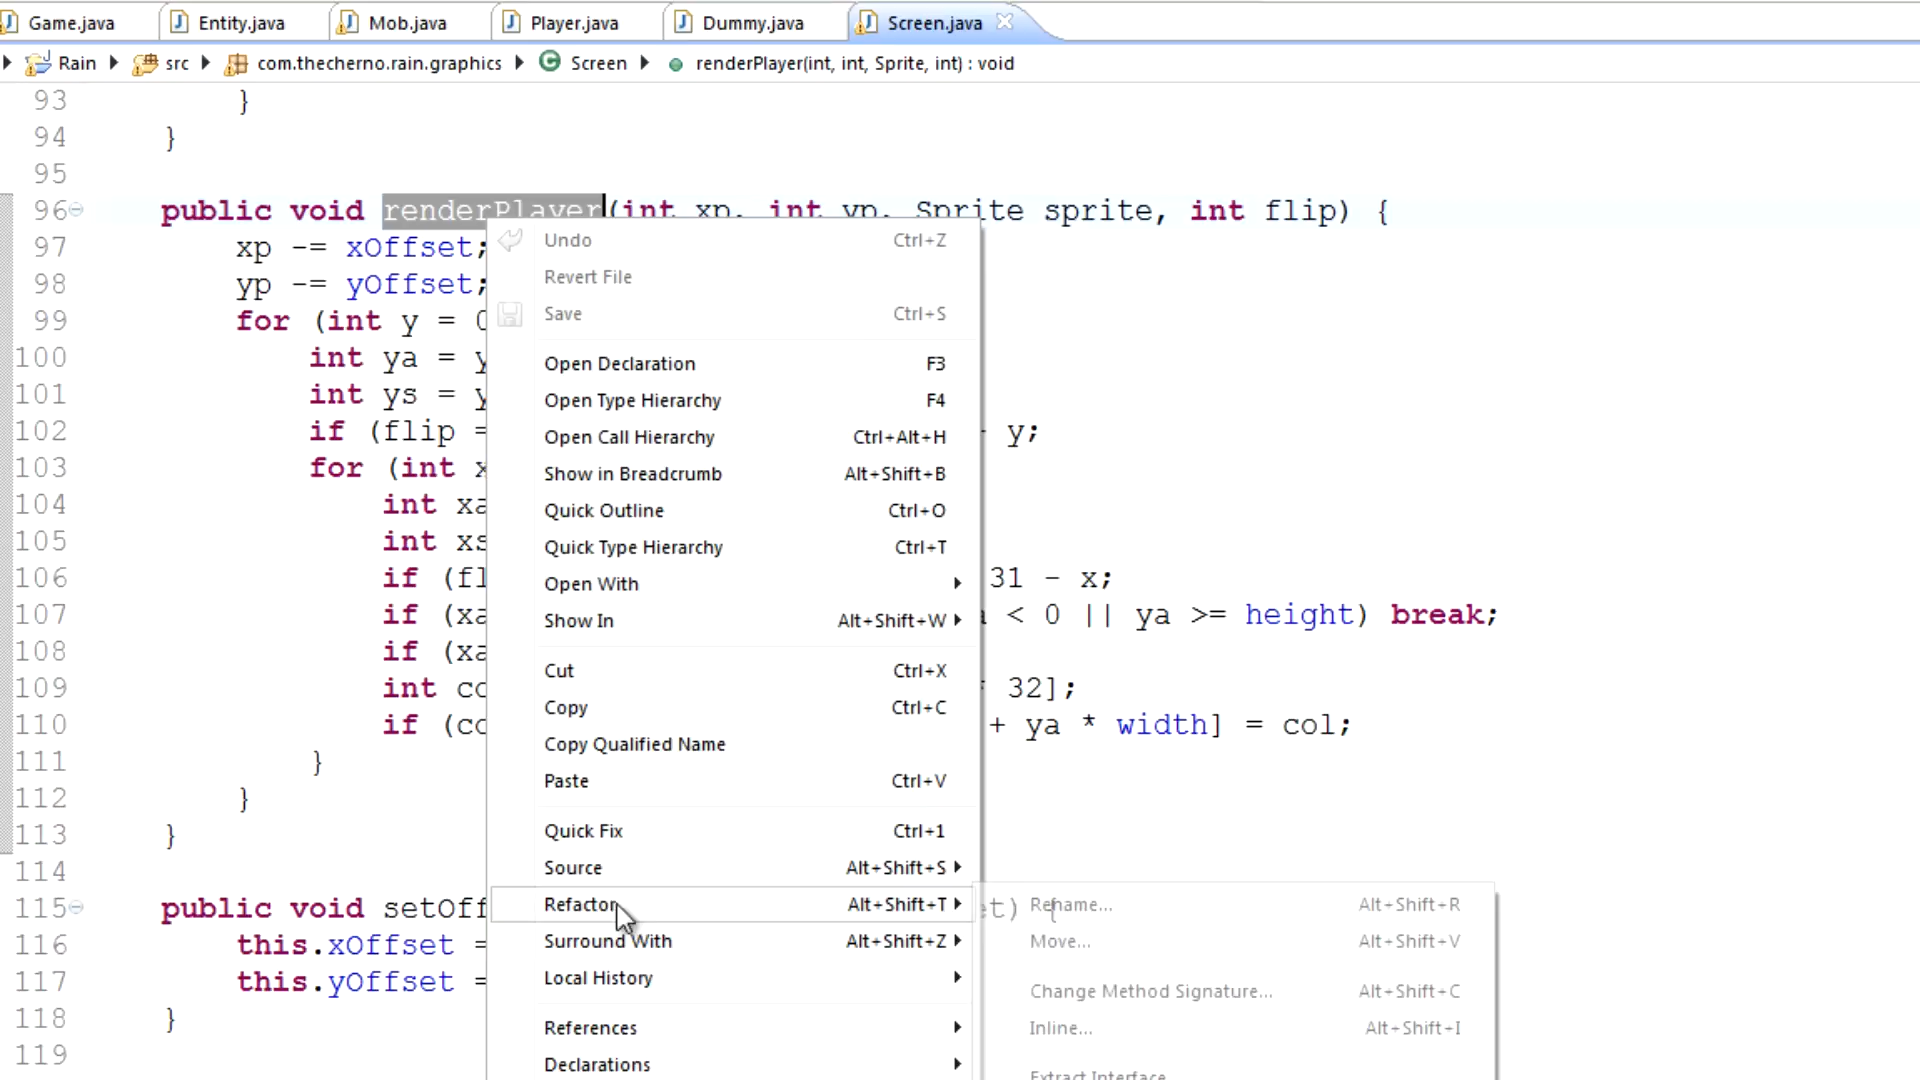 Game.java Entity.java Mob.java Player.java Dummy.java Screen.java
Rain src com.thecherno.rain.graphics Screen renderPlayer(int, int, Sprite, int) : void
93 }
94 }
95
96 public void renderPlayer(int xp, int yp, Sprite sprite, int flip) {
97 xp -= xOffset;
98 yp -= yOffset;
99 for (int y = 0
100 int ya = y
101 int ys = y
102 if (flip = - y;
103 for (int x
104 int xa
105 int xs
106 if (fl 31 - x;
107 if (xa < 0 || ya >= height) break;
108 if (xa
109 int co 32];
110 if (co + ya * width] = col;
111 }
112 }
113 }
114
115 public void setOff et) {
116 this.xOffset =
117 this.yOffset =
118 }
119
Undo Ctrl+Z
Revert File
Save Ctrl+S
Open Declaration F3
Open Type Hierarchy F4
Open Call Hierarchy Ctrl+Alt+H
Show in Breadcrumb Alt+Shift+B
Quick Outline Ctrl+O
Quick Type Hierarchy Ctrl+T
Open With
Show In Alt+Shift+W
Cut Ctrl+X
Copy Ctrl+C
Copy Qualified Name
Paste Ctrl+V
Quick Fix Ctrl+1
Source Alt+Shift+S
Refactor Alt+Shift+T
Surround With Alt+Shift+Z
Local History
References
Declarations
Rename... Alt+Shift+R
Move... Alt+Shift+V
Change Method Signature... Alt+Shift+C
Inline... Alt+Shift+I
Extract Interface